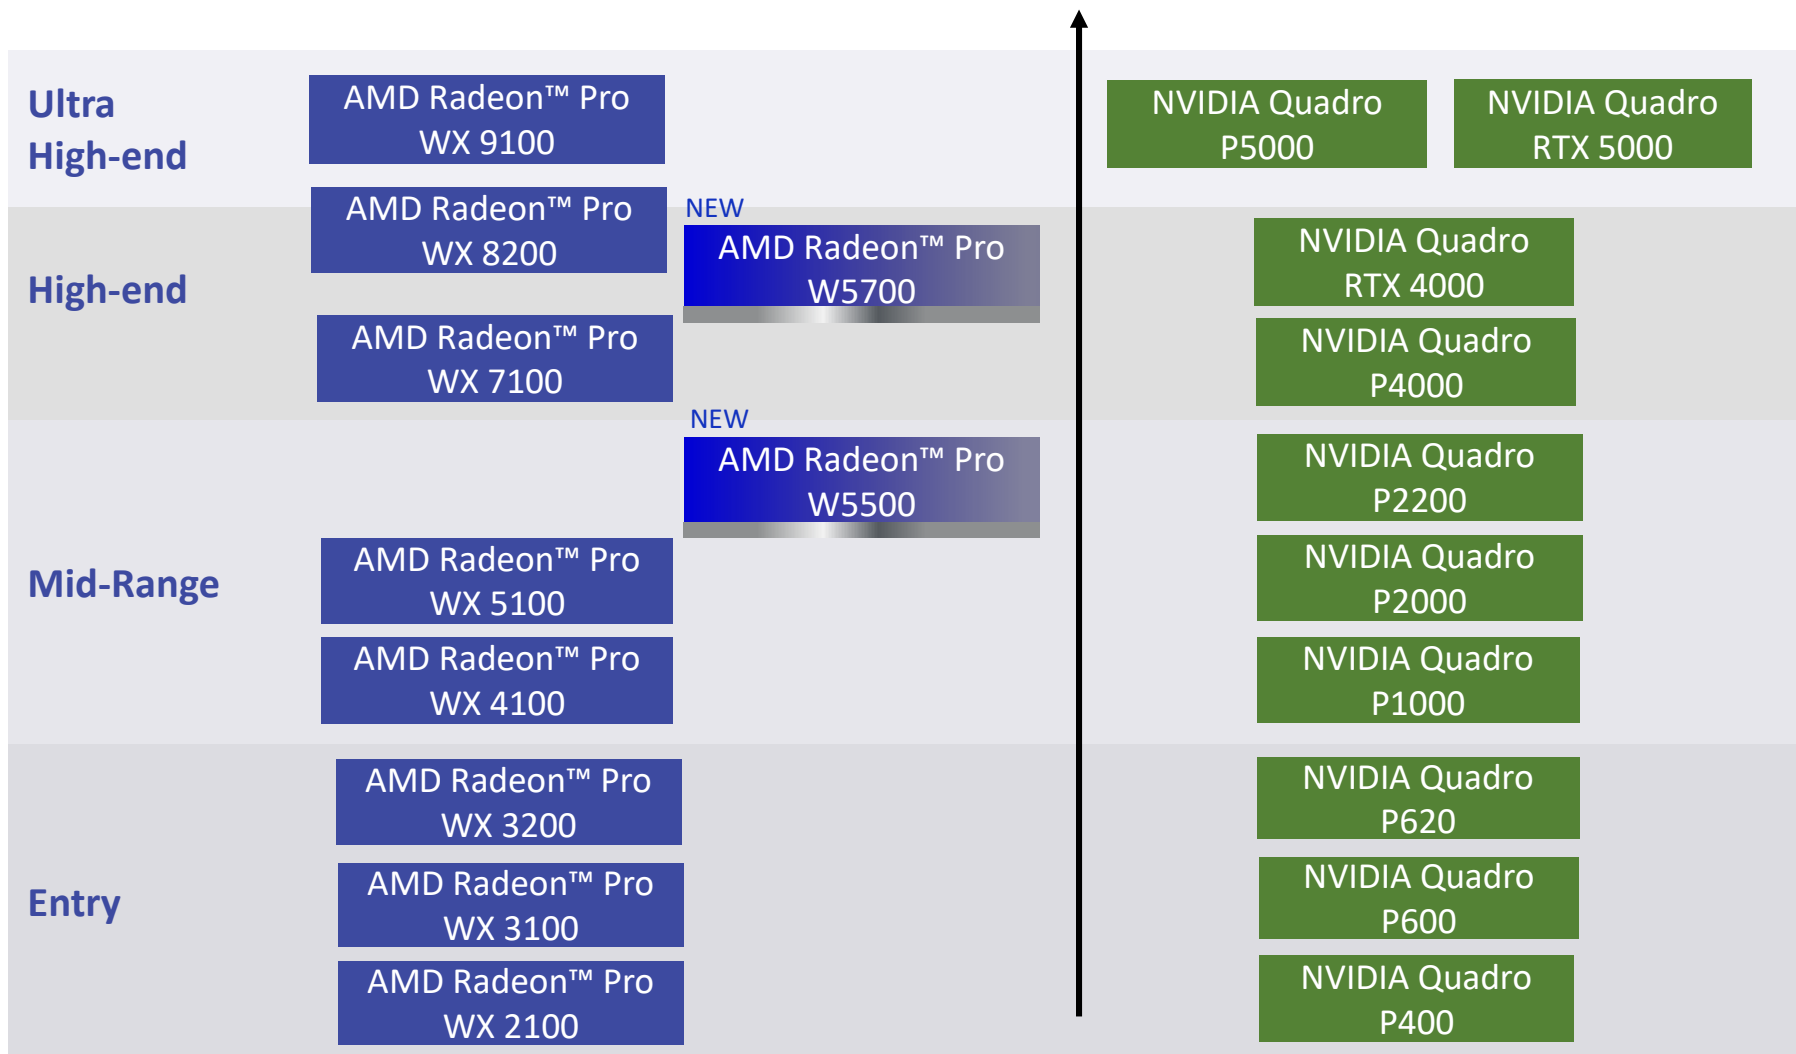 Ultra
High-end
AMD Radeon™ Pro
WX 9100
NVIDIA Quadro
P5000
NVIDIA Quadro
RTX 5000
High-end
AMD Radeon™ Pro
WX 8200
NEW
AMD Radeon™ Pro
W5700
AMD Radeon™ Pro
WX 7100
NVIDIA Quadro
RTX 4000
NVIDIA Quadro
P4000
Mid-Range
NEW
AMD Radeon™ Pro
W5500
AMD Radeon™ Pro
WX 5100
AMD Radeon™ Pro
WX 4100
NVIDIA Quadro
P2200
NVIDIA Quadro
P2000
NVIDIA Quadro
P1000
Entry
AMD Radeon™ Pro
WX 3200
AMD Radeon™ Pro
WX 3100
AMD Radeon™ Pro
WX 2100
NVIDIA Quadro
P620
NVIDIA Quadro
P600
NVIDIA Quadro
P400